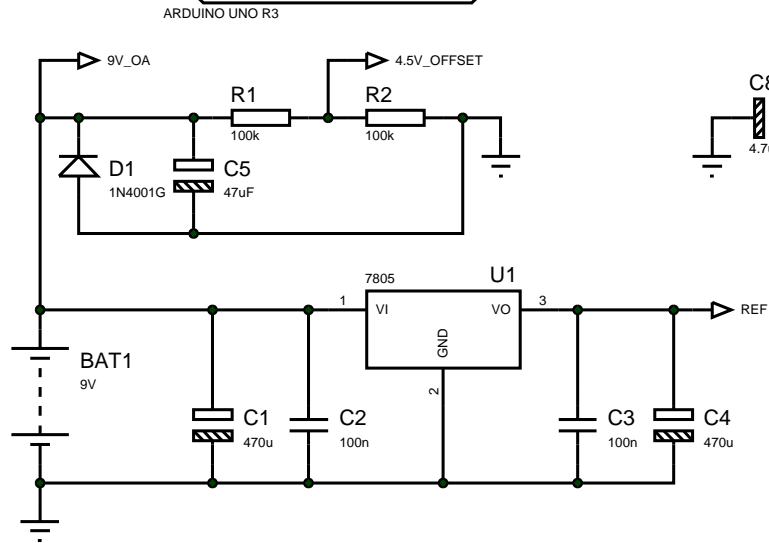 ARDUINO UNO R3
9V_OA
4.5V_OFFSET
R1
100k
R2
100k
D1
1N4001G
C5
47uF
7805
U1
1
VI
VO
3
GND
2
REF
BAT1
9V
C1
470u
C2
100n
C3
100n
C4
470u